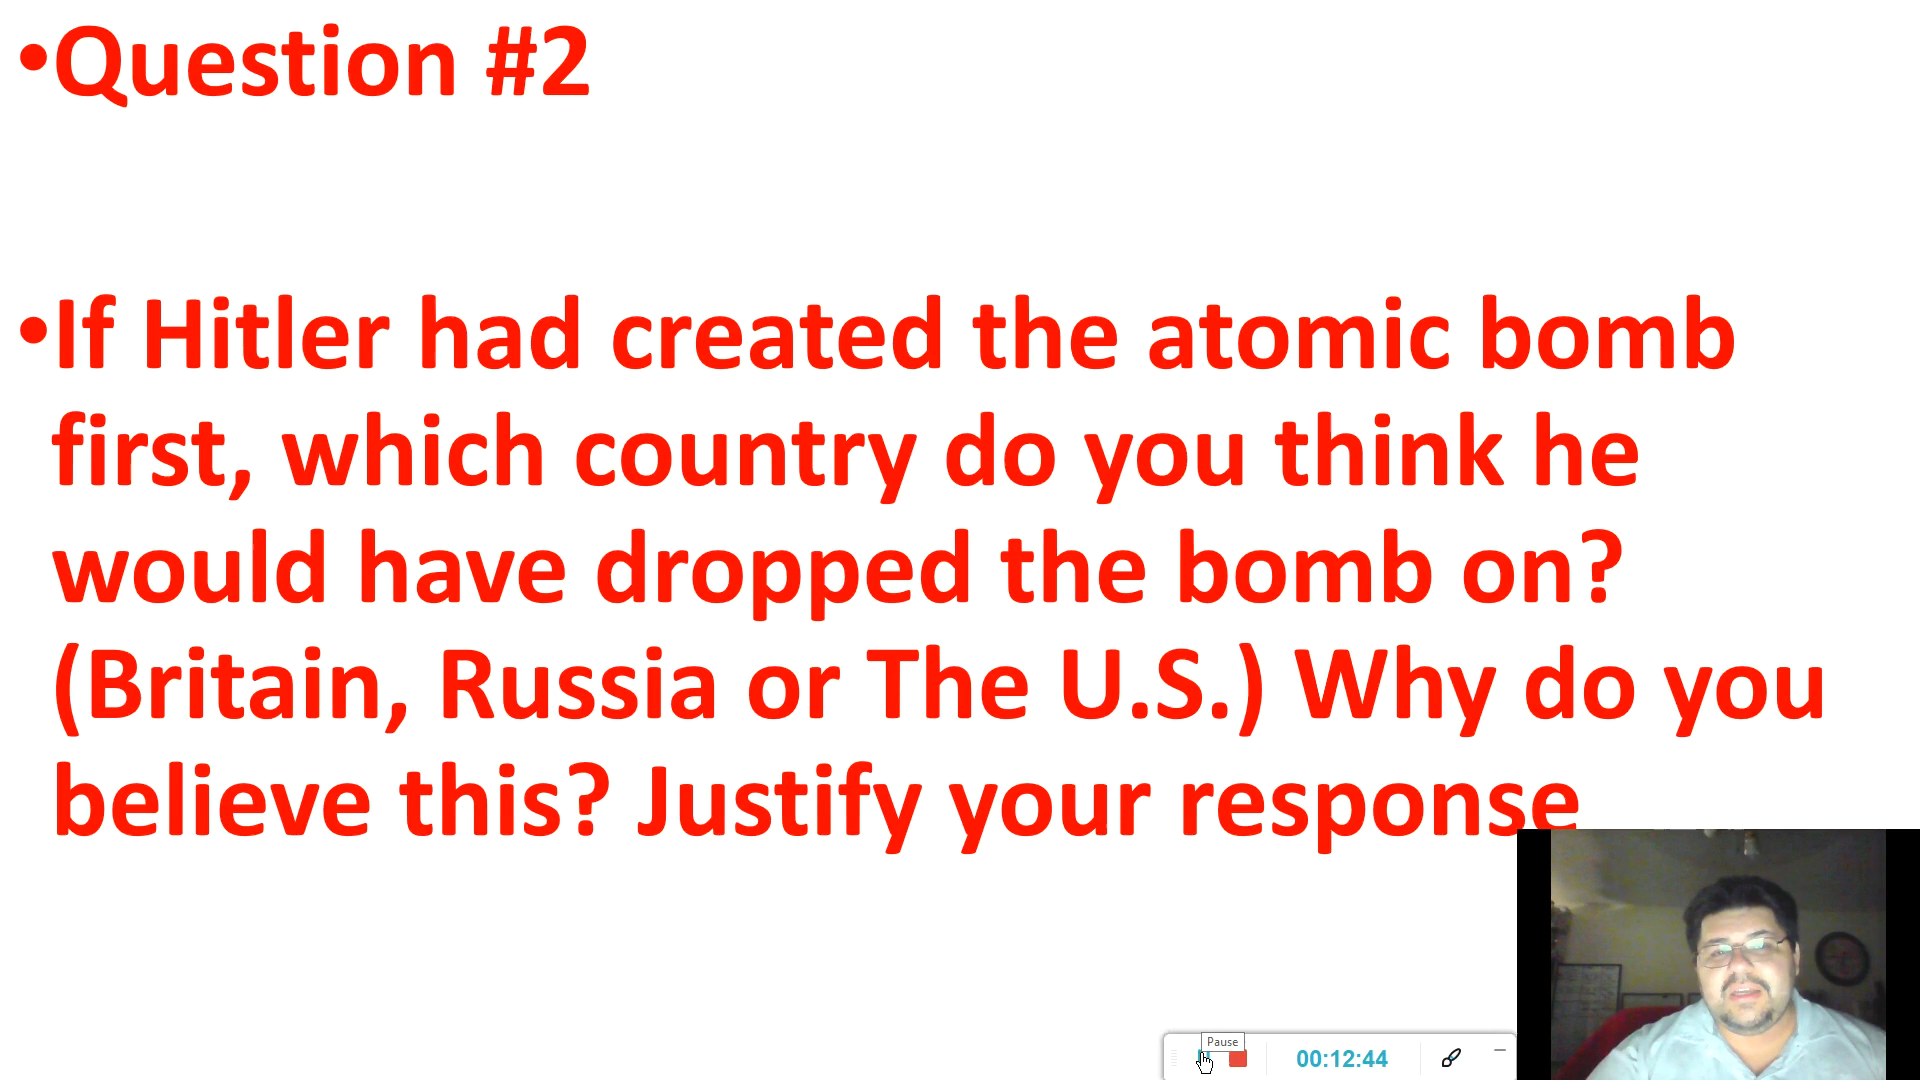 •Question #2
•If Hitler had created the atomic bomb
first, which country do you think he
would have dropped the bomb on?
(Britain, Russia or The U.S.) Why do you
believe this? Justify your response
Pause
00:12:44